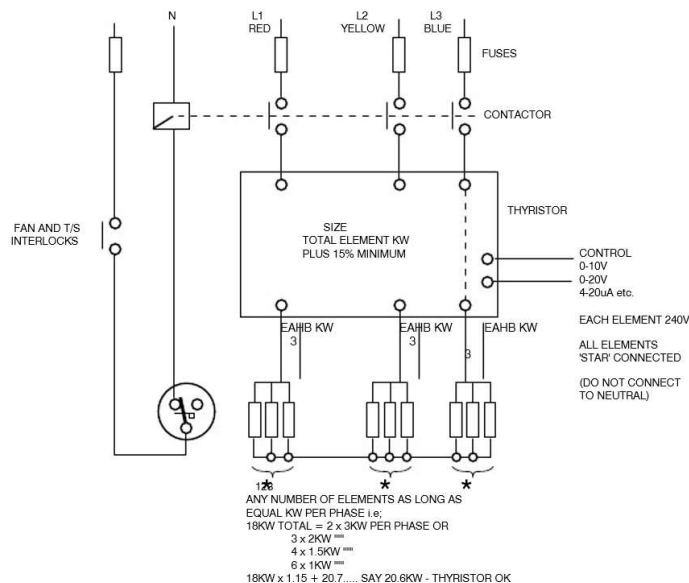 N
L1
RED
L2
YELLOW
L3
BLUE
FUSES
CONTACTOR
THYRISTOR
FAN AND T/S
INTERLOCKS
SIZE
TOTAL ELEMENT KW
PLUS 15% MINIMUM
CONTROL
0-10V
0-20V
4-20uA etc.
EACH ELEMENT 240V
ALL ELEMENTS
'STAR' CONNECTED
(DO NOT CONNECT
TO NEUTRAL)
EAHB KW
3
EAHB KW
3
EAHB KW
3
* * *
123
ANY NUMBER OF ELEMENTS AS LONG AS
EQUAL KW PER PHASE i.e;
18KW TOTAL = 2 x 3KW PER PHASE OR
3 x 2KW """
4 x 1.5KW """
6 x 1KW """
18KW x 1.15 + 20.7..... SAY 20.6KW - THYRISTOR OK